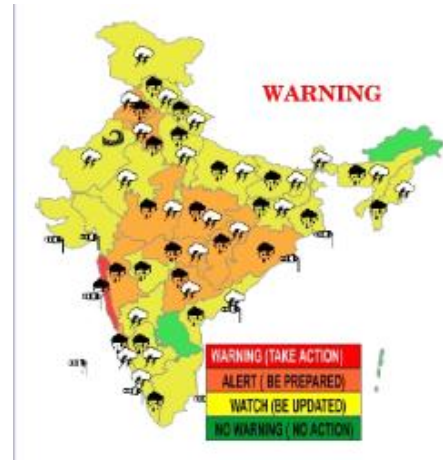 WARNING
WARNING (TAKE ACTION)
ALERT ( BE PREPARED)
WATCH (BE UPDATED)
NO WARNING ( NO ACTION)